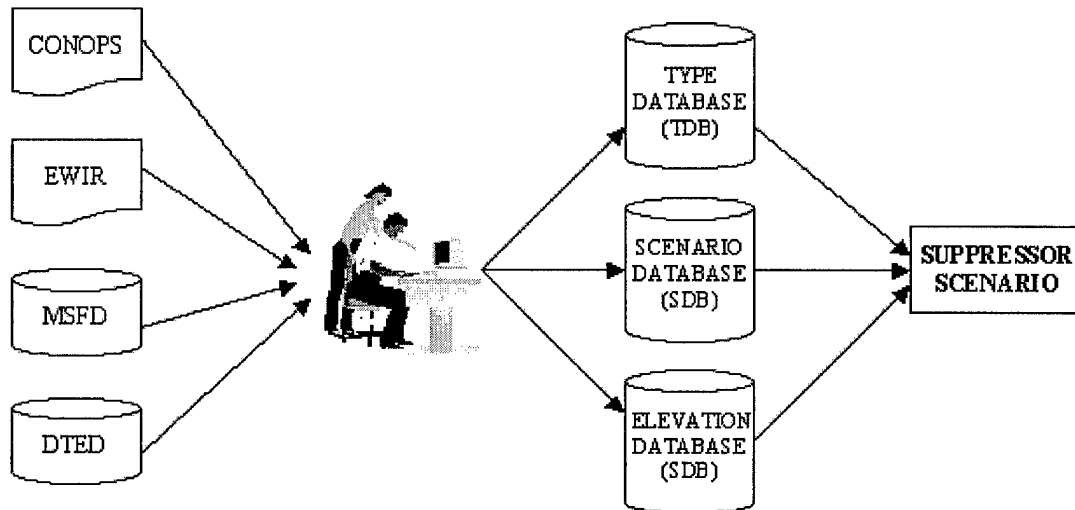 CONOPS
EWIR
MSFD
DTED
TYPE
DATABASE
(TDB)
SCENARIO
DATABASE
(SDB)
ELEVATION
DATABASE
(SDB)
SUPPRESSOR
SCENARIO